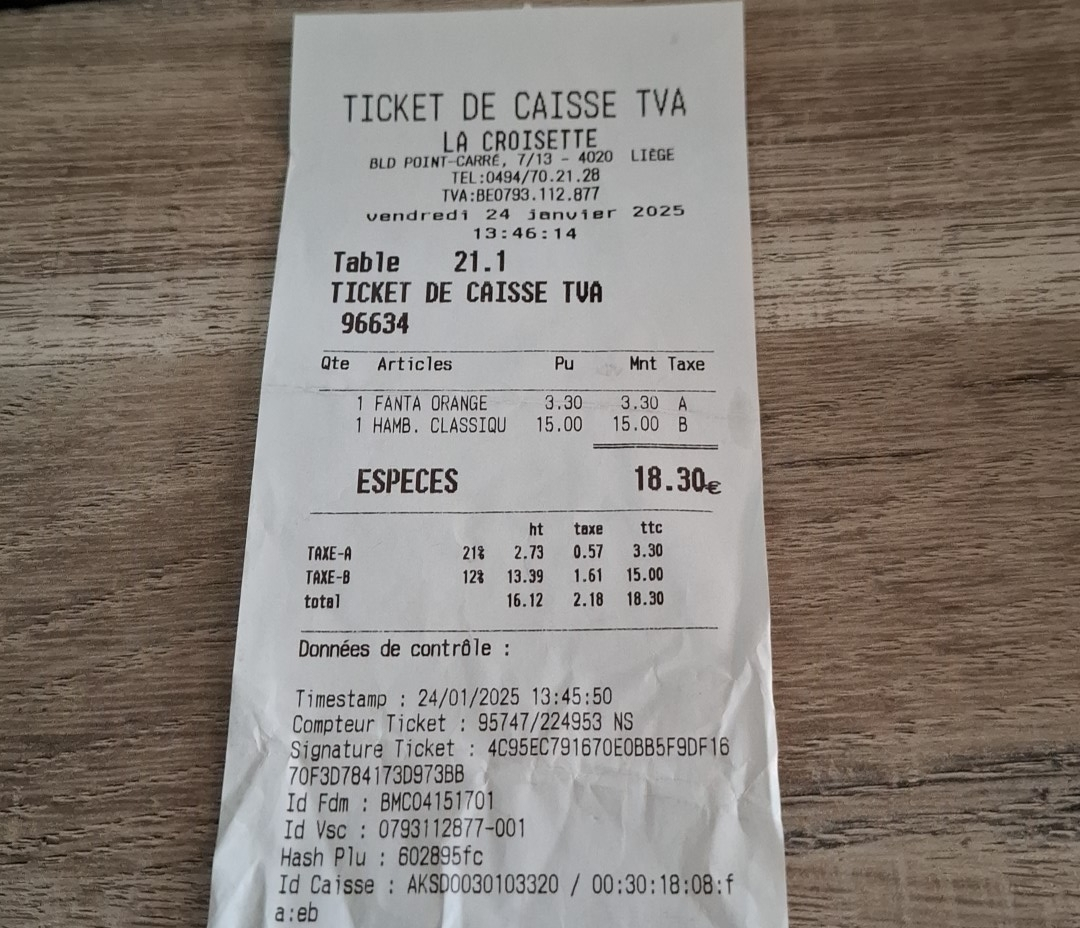 TICKET DE CAISSE TVA
LA CROISETTE
BLD POINT-CARRÉ, 7/13 - 4020 LIÈGE
TEL:0494/70.21.28
TVA:BE0793.112.877
vendredi 24 janvier 2025
13:46:14
Table 21.1
TICKET DE CAISSE TVA
96634
Qte Articles Pu Mnt Taxe
1 FANTA ORANGE 3.30 3.30 A
1 HAMB. CLASSIQU 15.00 15.00 B
ESPECES 18.30€
ht taxe ttc
TAXE-A 21% 2.73 0.57 3.30
TAXE-B 12% 13.39 1.61 15.00
total 16.12 2.18 18.30
Données de contrôle :
Timestamp : 24/01/2025 13:45:50
Compteur Ticket : 95747/224953 NS
Signature Ticket : 4C95EC791670E0BB5F9DF16
70F3D784173D973BB
Id Fdm : BMC04151701
Id Vsc : 0793112877-001
Hash Plu : 602895fc
Id Caisse : AKSD0030103320 / 00:30:18:08:f
a:eb